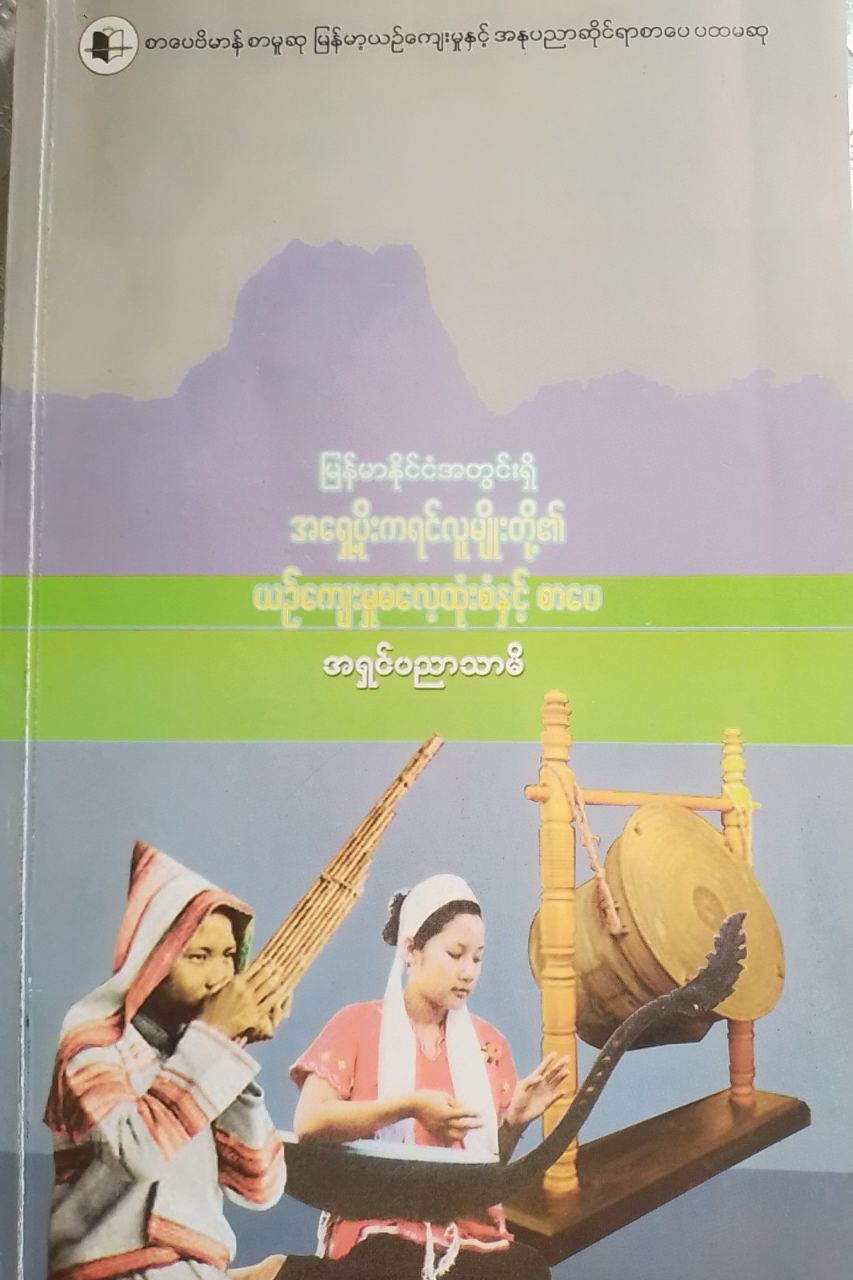 စာပေဗိမာန် စာမူဆု မြန်မာ့ယဉ်ကျေးမှုနှင့် အနုပညာဆိုင်ရာစာပေ ပထမဆု
မြန်မာနိုင်ငံအတွင်းရှိ
အရှေ့ပိုးကရင်လူမျိုးတို့၏
ယဉ်ကျေးမှုဓလေ့ထုံးစံနှင့် စာပေ
အရှင်ပညာသာမိ